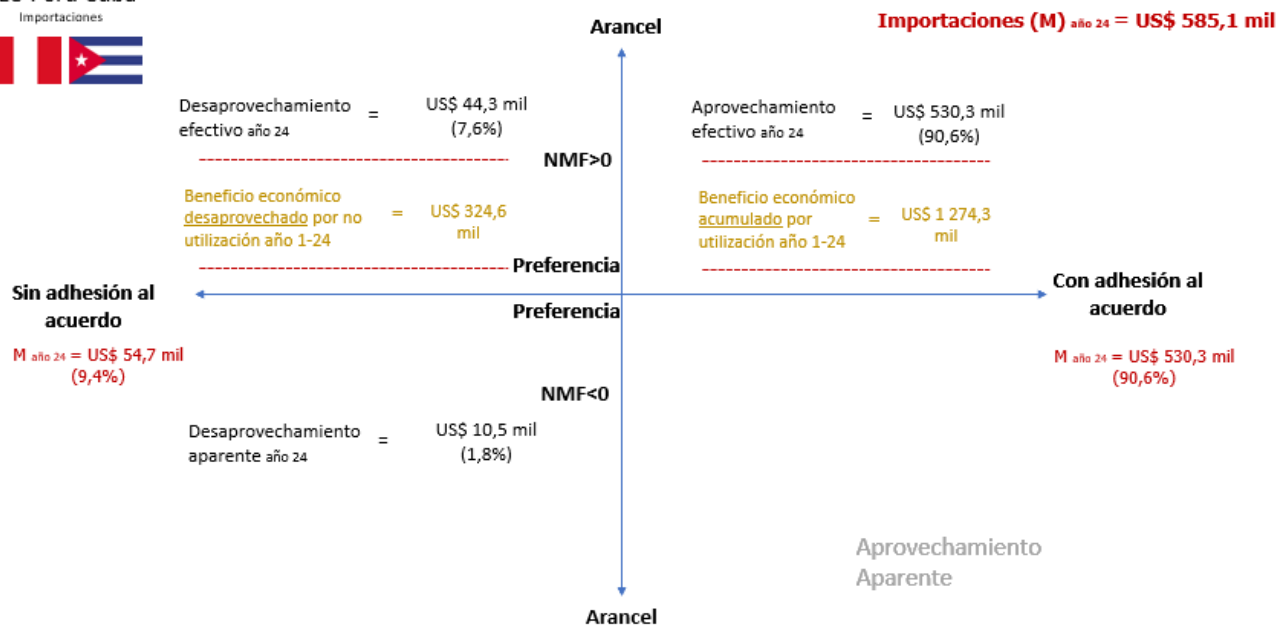 Importaciones
Importaciones (M) año 24 = US$ 585,1 mil
Arancel
Desaprovechamiento
efectivo año 24
=
US$ 44,3 mil
(7,6%)
Aprovechamiento
efectivo año 24
=
US$ 530,3 mil
(90,6%)
NMF>0
Beneficio económico
desaprovechado por no
utilización año 1-24
=
US$ 324,6
mil
Beneficio económico
acumulado por
utilización año 1-24
=
US$ 1 274,3
mil
Preferencia
Sin adhesión al
acuerdo
Con adhesión al
acuerdo
Preferencia
M año 24 = US$ 54,7 mil
(9,4%)
M año 24 = US$ 530,3 mil
(90,6%)
NMF<0
Desaprovechamiento
aparente año 24
=
US$ 10,5 mil
(1,8%)
Aprovechamiento
Aparente
Arancel